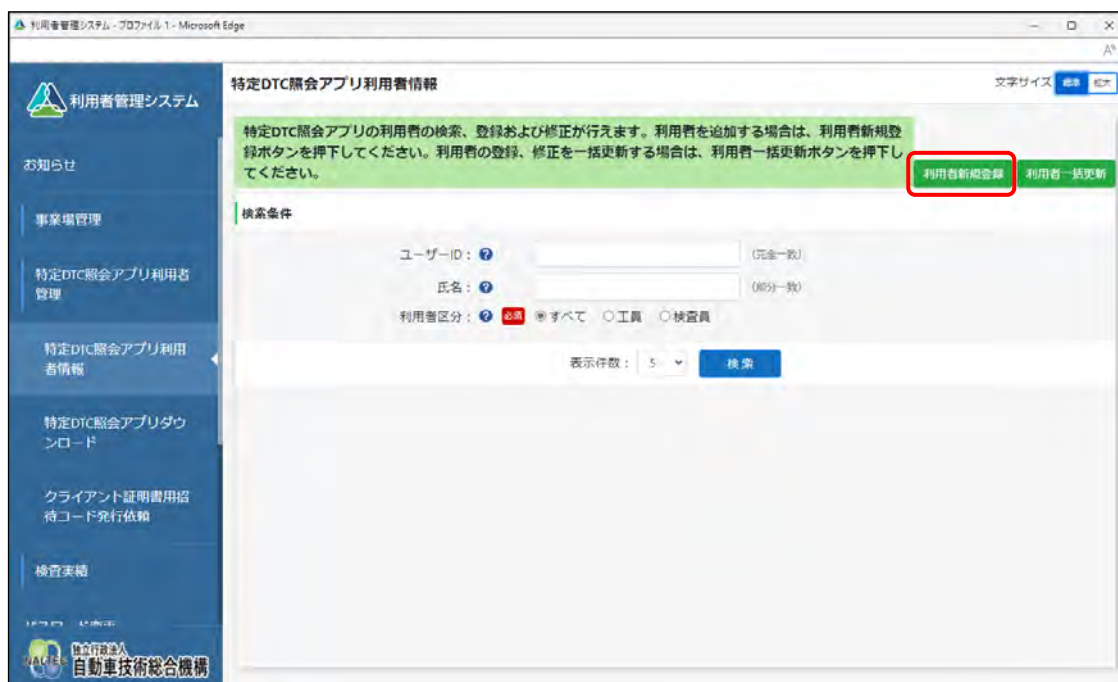 利用者管理システム - プロファイル 1 - Microsoft Edge
利用者管理システム
特定DTC照会アプリ利用者情報
文字サイズ 標準 拡大
特定DTC照会アプリの利用者の検索、登録および修正が行えます。利用者を追加する場合は、利用者新規登
録ボタンを押下してください。利用者の登録、修正を一括更新する場合は、利用者一括更新ボタンを押下し
てください。
利用者新規登録 利用者一括更新
お知らせ
事業場管理
特定DTC照会アプリ利用者
管理
特定DTC照会アプリ利用
者情報
特定DTC照会アプリダウ
ンロード
クライアント証明書用招
待コード発行依頼
検査実績
検索条件
ユーザーID： (完全一致)
氏名： (部分一致)
利用者区分： 必須 すべて 工員 検査員
表示件数： 5 検索
独立行政法人
自動車技術総合機構